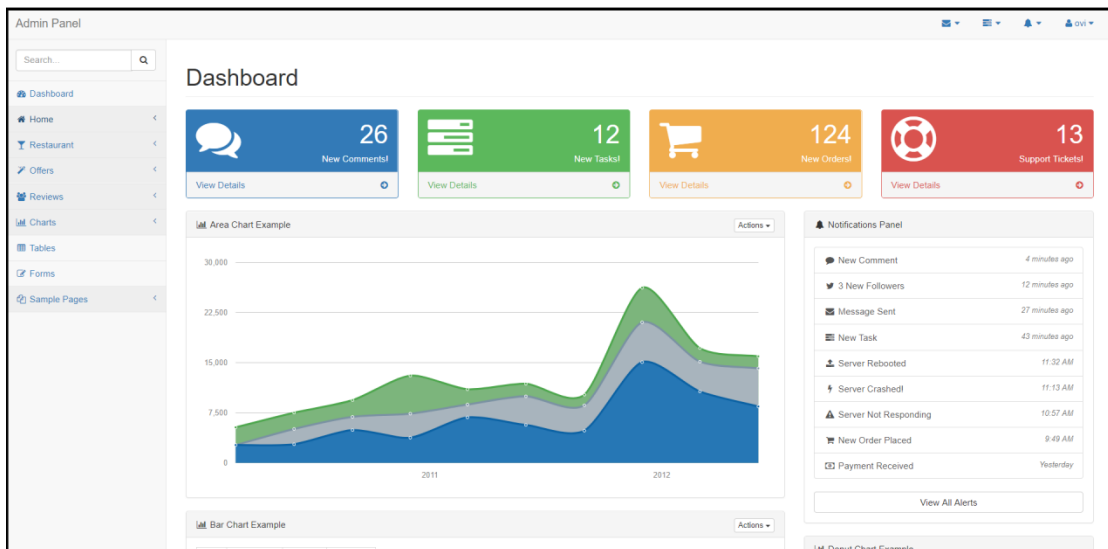 Admin Panel
ovi
Search...
Dashboard
Home
Restaurant
Offers
Reviews
Charts
Tables
Forms
Sample Pages
Dashboard
26
New Comments!
View Details
12
New Tasks!
View Details
124
New Orders!
View Details
13
Support Tickets!
View Details
Area Chart Example
Actions
30,000
22,500
15,000
7,500
0
2011
2012
Notifications Panel
New Comment 4 minutes ago
3 New Followers 12 minutes ago
Message Sent 27 minutes ago
New Task 43 minutes ago
Server Rebooted 11:32 AM
Server Crashed! 11:13 AM
Server Not Responding 10:57 AM
New Order Placed 9:49 AM
Payment Received Yesterday
View All Alerts
Bar Chart Example
Actions
Donut Chart Example